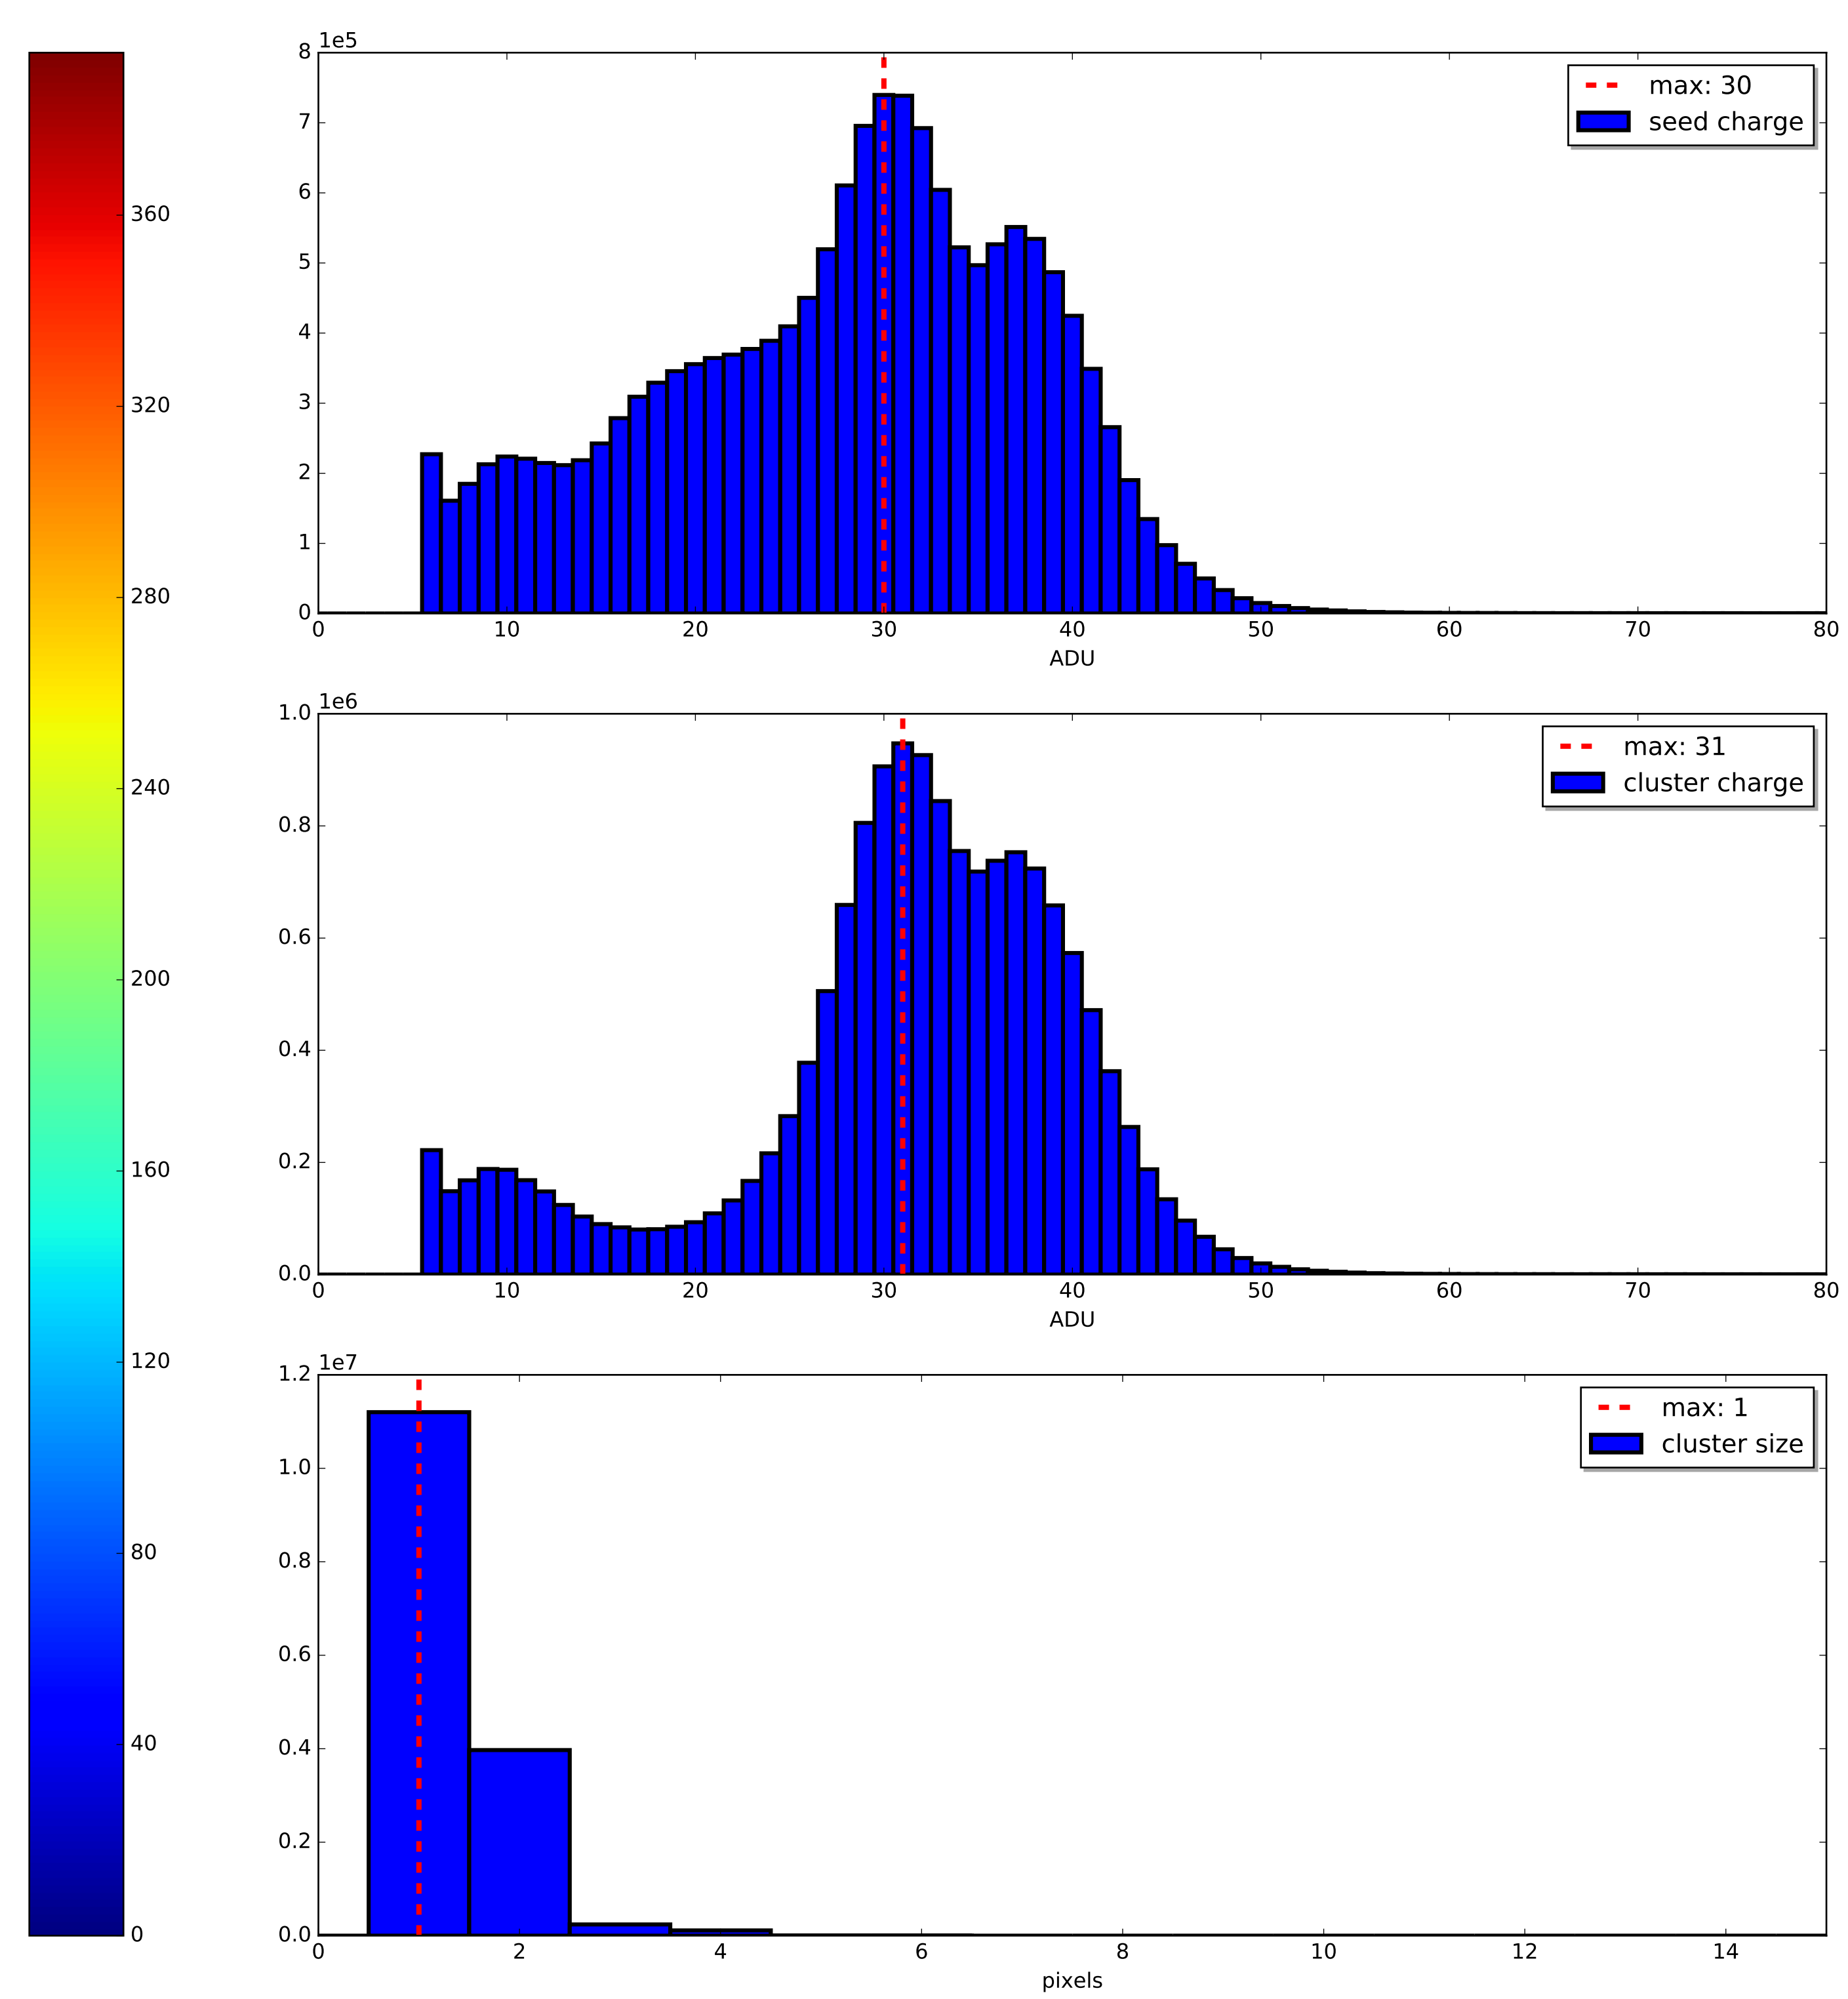 360
320
280
240
200
160
120
80
40
0
1e5
8
7
6
5
4
3
2
1
0
0 10 20 30 40 50 60 70 80
ADU
max: 30
seed charge
1e6
1.0
0.8
0.6
0.4
0.2
0.0
0 10 20 30 40 50 60 70 80
ADU
max: 31
cluster charge
1e7
1.2
1.0
0.8
0.6
0.4
0.2
0.0
0 2 4 6 8 10 12 14
pixels
max: 1
cluster size